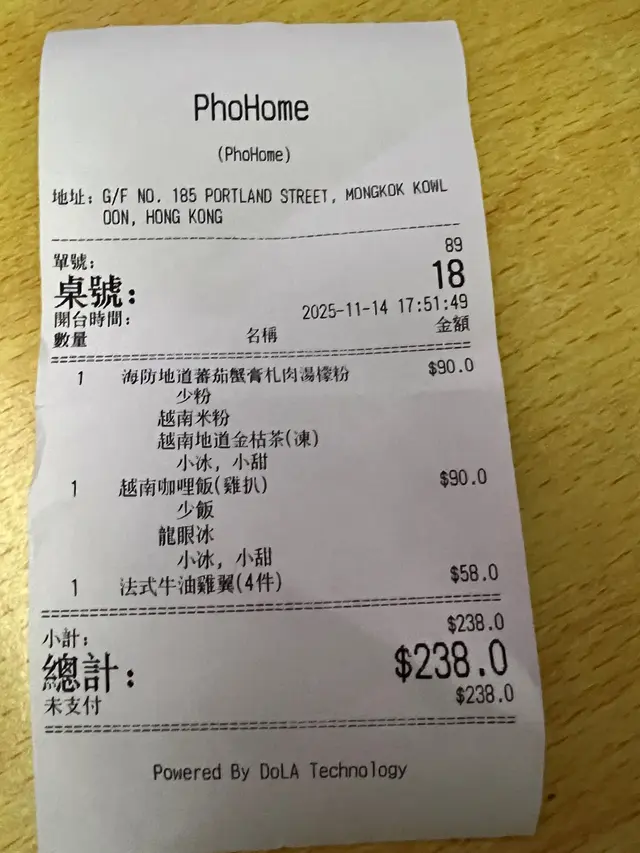 PhoHome
(PhoHome)
地址: G/F NO. 185 PORTLAND STREET, MONGKOK KOWL
OON, HONG KONG
單號: 89
桌號: 18
開台時間: 2025-11-14 17:51:49
數量 名稱 金額
1 海防地道蕃茄蟹膏札肉湯檬粉 $90.0
少粉
越南米粉
越南地道金枯茶(凍)
小冰, 小甜
1 越南咖哩飯(雞扒) $90.0
少飯
龍眼冰
小冰, 小甜
1 法式牛油雞翼(4件) $58.0
小計: $238.0
總計: $238.0
未支付 $238.0
Powered By DoLA Technology